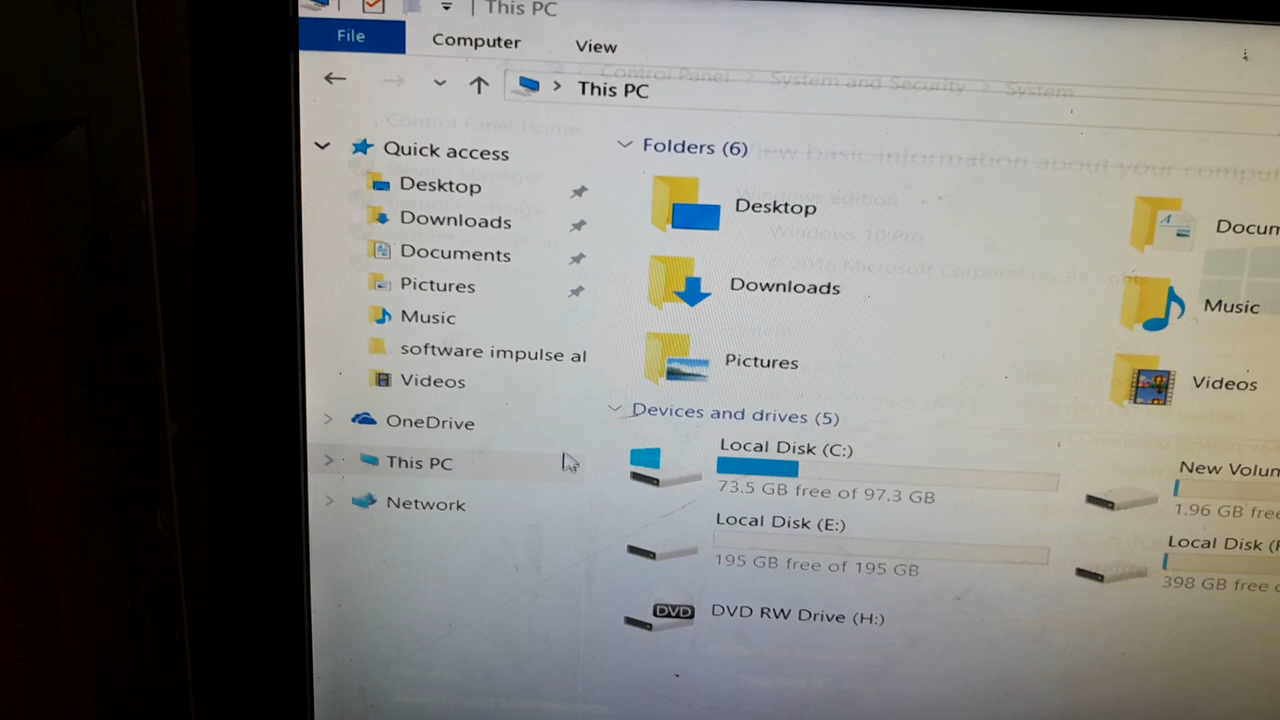 This PC
File Computer View
Control Panel > System and Security > System
This PC
Control Panel Home
Quick access
Desktop
Downloads
Documents
Pictures
Music
software impulse al
Videos
OneDrive
This PC
Network
Folders (6)
View basic information about your comput
Windows edition
Windows 10 Pro
© 2016 Microsoft Corporation. All
Desktop
Docum
Downloads
Music
Pictures
Videos
Devices and drives (5)
Local Disk (C:)
73.5 GB free of 97.3 GB
New Volum
1.96 GB free
Local Disk (E:)
195 GB free of 195 GB
Local Disk (F
398 GB free o
DVD
DVD RW Drive (H:)